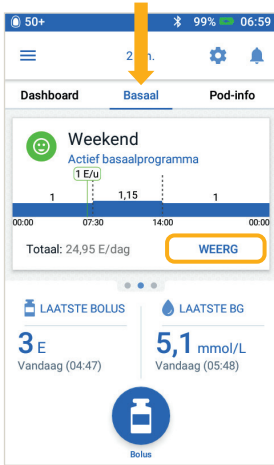 50+ 99% 06:59
Dashboard Basaal Pod-info
Weekend
Actief basaalprogramma
1 E/u
1 1,15 1
00:00 07:30 14:00 00:00
Totaal: 24,95 E/dag WEERG
LAATSTE BOLUS LAATSTE BG
3 E 5,1 mmol/L
Vandaag (04:47) Vandaag (05:48)
Bolus